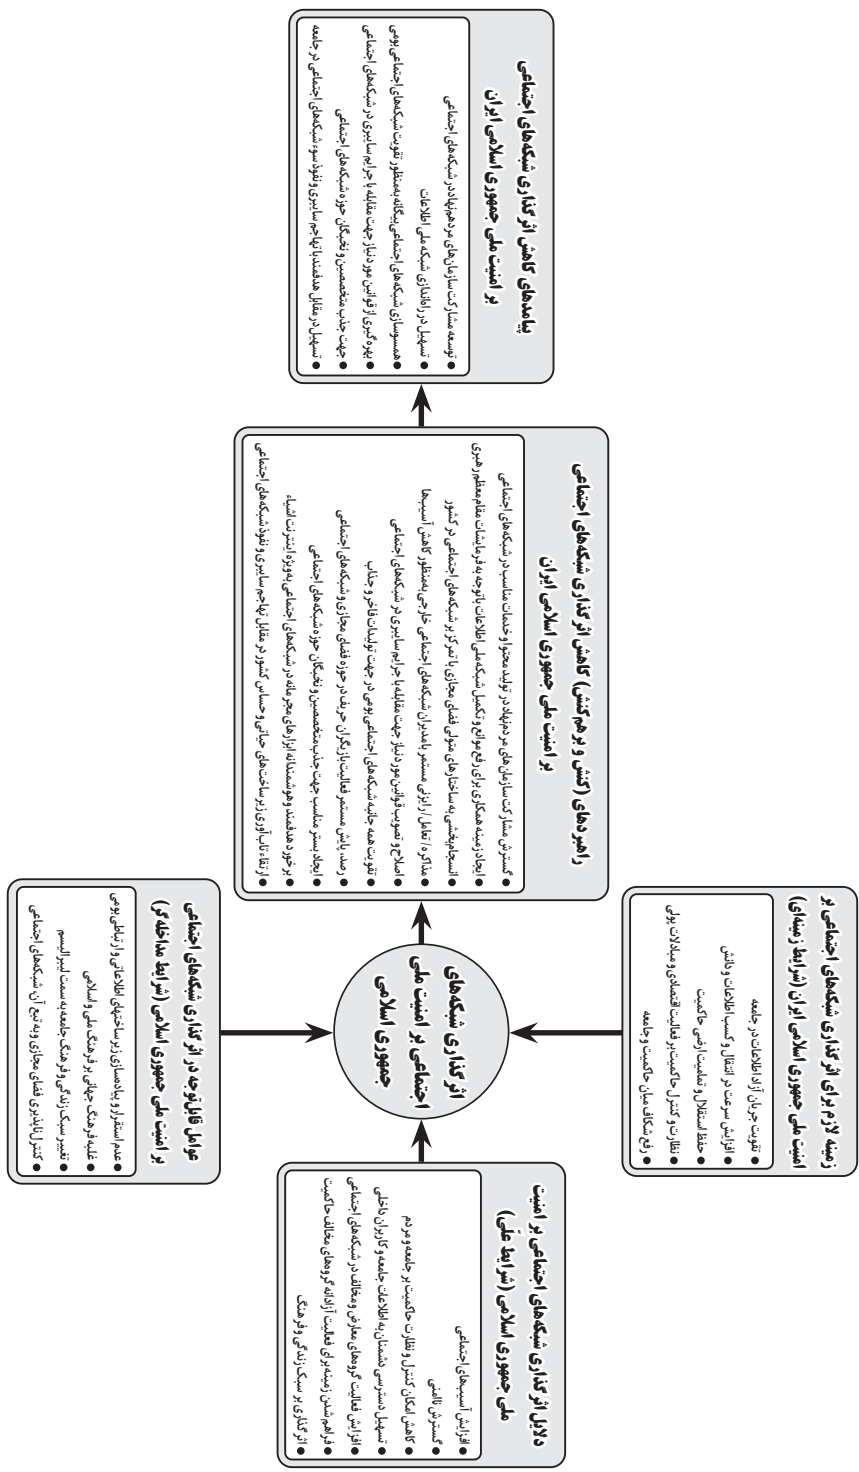 دلایل اثرگذاری شبکه‌های اجتماعی بر امنیت
ملی جمهوری اسلامی (شرایط علّی)
● افزایش آسیب‌های اجتماعی
● گسترش ناامنی
● کاهش امکان کنترل و نظارت حاکمیت بر جامعه و مردم
● تسهیل دسترسی دشمنان به اطلاعات جامعه و کاربران داخلی
● افزایش فعالیت گروه‌های معارض و مخالف در شبکه‌های اجتماعی
● فراهم شدن زمینه برای فعالیت آزادانه گروه‌های مخالف حاکمیت
● اثرگذاری بر سبک زندگی و فرهنگ
زمینه لازم برای اثرگذاری شبکه‌های اجتماعی بر
امنیت ملی جمهوری اسلامی ایران (شرایط زمینه‌ای)
● تقویت جریان آزاد اطلاعات در جامعه
● افزایش سرعت در انتقال و کسب اطلاعات و دانش
● حفظ استقلال و تمامیت ارضی حاکمیت
● نظارت و کنترل حاکمیت بر فعالیت اقتصادی و مبادلات پولی
● رفع شکاف میان حاکمیت و جامعه
اثرگذاری شبکه‌های
اجتماعی بر امنیت ملی
جمهوری اسلامی
عوامل قابل‌توجه در اثرگذاری شبکه‌های اجتماعی
بر امنیت ملی جمهوری اسلامی (شرایط مداخله‌گر)
● عدم استقرار و پیاده‌سازی زیرساختهای اطلاعاتی و ارتباطی بومی
● غلبه فرهنگ جهانی بر فرهنگ ملی و اسلامی
● تغییر سبک زندگی و فرهنگ جامعه به سمت لیبرالیسم
● کنترل‌ناپذیری فضای مجازی و به تبع آن شبکه‌های اجتماعی
راهبردهای (کنش و برهم‌کنش) کاهش اثرگذاری شبکه‌های اجتماعی
بر امنیت ملی جمهوری اسلامی ایران
● گسترش مشارکت سازمان‌های مردم‌نهاد در تولید محتوا و خدمات مناسب در شبکه‌های اجتماعی
● ایجاد زمینه همکاری برای رفع موانع و تکمیل شبکه ملی اطلاعات باتوجه به فرمایشات مقام معظم رهبری
● انسجام‌بخشی به ساختارهای متولی فضای مجازی با تمرکز بر شبکه‌های اجتماعی در کشور
● مذاکره/ تعامل/ رایزنی مستمر با مدیران شبکه‌های اجتماعی خارجی به‌منظور کاهش آسیب‌ها
● اصلاح و تصویب قوانین مورد نیاز جهت مقابله با جرایم سایبری در شبکه‌های اجتماعی
● تقویت همه جانبه شبکه‌های اجتماعی بومی در جهت تولیدات فاخر و جذاب
● رصد، پایش مستمر فعالیت بازیگران حریف در حوزه فضای مجازی و شبکه‌های اجتماعی
● ایجاد بستر مناسب جهت جذب متخصصین و نخبگان حوزه شبکه‌های اجتماعی
● برخورد هدفمند و هوشمندانه ابزارهای مجرمانه در شبکه‌های اجتماعی به‌ویژه اینترنت اشیاء
● ارتقاء تاب‌آوری زیرساخت‌های حیاتی و حساس کشور در مقابل تهاجم سایبری و نفوذ شبکه‌های اجتماعی
پیامدهای کاهش اثرگذاری شبکه‌های اجتماعی
بر امنیت ملی جمهوری اسلامی ایران
● توسعه مشارکت سازمان‌های مردم‌نهاد در شبکه‌های اجتماعی
● تسهیل در راه‌اندازی شبکه ملی اطلاعات
● همسوسازی شبکه‌های اجتماعی بیگانه به‌منظور تقویت شبکه‌های اجتماعی بومی
● بهره‌گیری از قوانین مورد نیاز جهت مقابله با جرایم سایبری در شبکه‌های اجتماعی
● جهت جذب متخصصین و نخبگان حوزه شبکه‌های اجتماعی
● تسهیل در مقابل هدفمند با تهاجم سایبری و نفوذ سوء شبکه‌های اجتماعی در جامعه